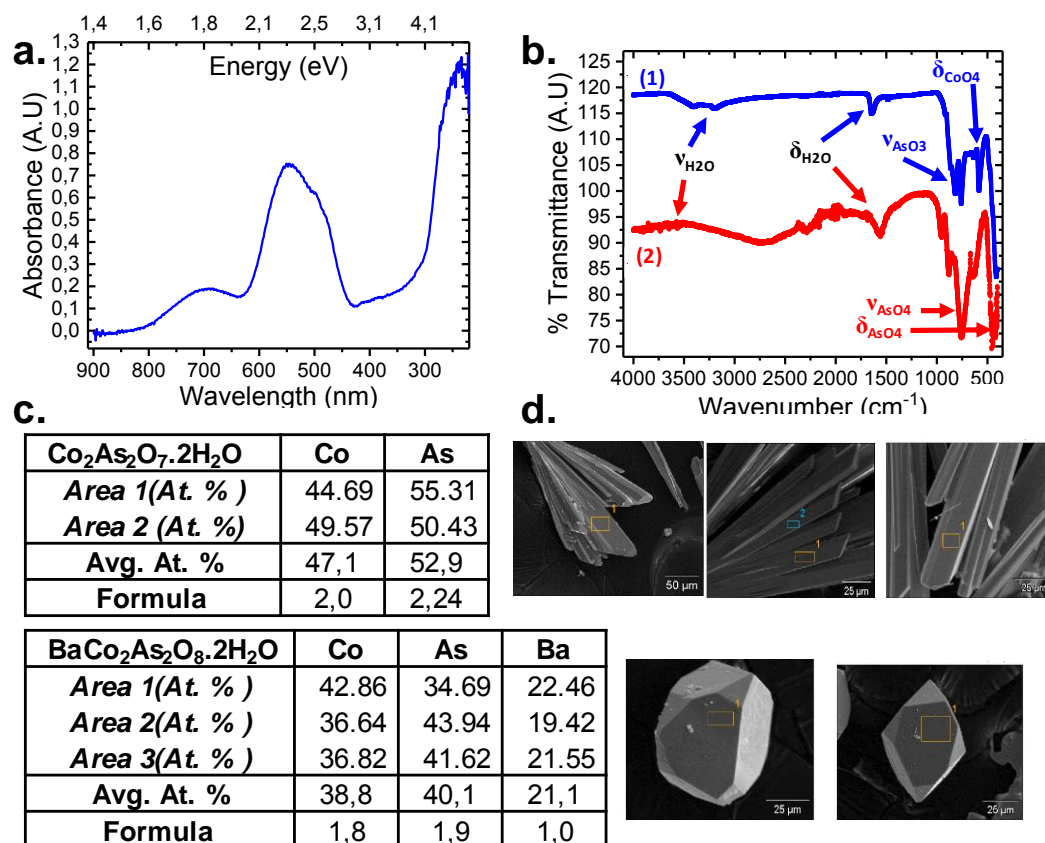 a.
1,4 1,6 1,8 2,1 2,5 3,1 4,1
Energy (eV)
1,3
1,2
1,1
1,0
0,9
0,8
0,7
0,6
0,5
0,4
0,3
0,2
0,1
0,0
Absorbance (A.U)
900 800 700 600 500 400 300
Wavelength (nm)
b.
(1)
δCoO4
νAsO3
νH2O
δH2O
(2)
νAsO4
δAsO4
120
115
110
105
100
95
90
85
80
75
70
% Transmittance (A.U)
4000 3500 3000 2500 2000 1500 1000 500
Wavenumber (cm-1)
c.
Co2As2O7.2H2O Co As
Area 1(At. % ) 44.69 55.31
Area 2 (At. %) 49.57 50.43
Avg. At. % 47,1 52,9
Formula 2,0 2,24
BaCo2As2O8.2H2O Co As Ba
Area 1(At. % ) 42.86 34.69 22.46
Area 2(At. % ) 36.64 43.94 19.42
Area 3(At. % ) 36.82 41.62 21.55
Avg. At. % 38,8 40,1 21,1
Formula 1,8 1,9 1,0
d.
1
50 µm
2
1
25 µm
1
25 µm
1
25 µm
1
25 µm